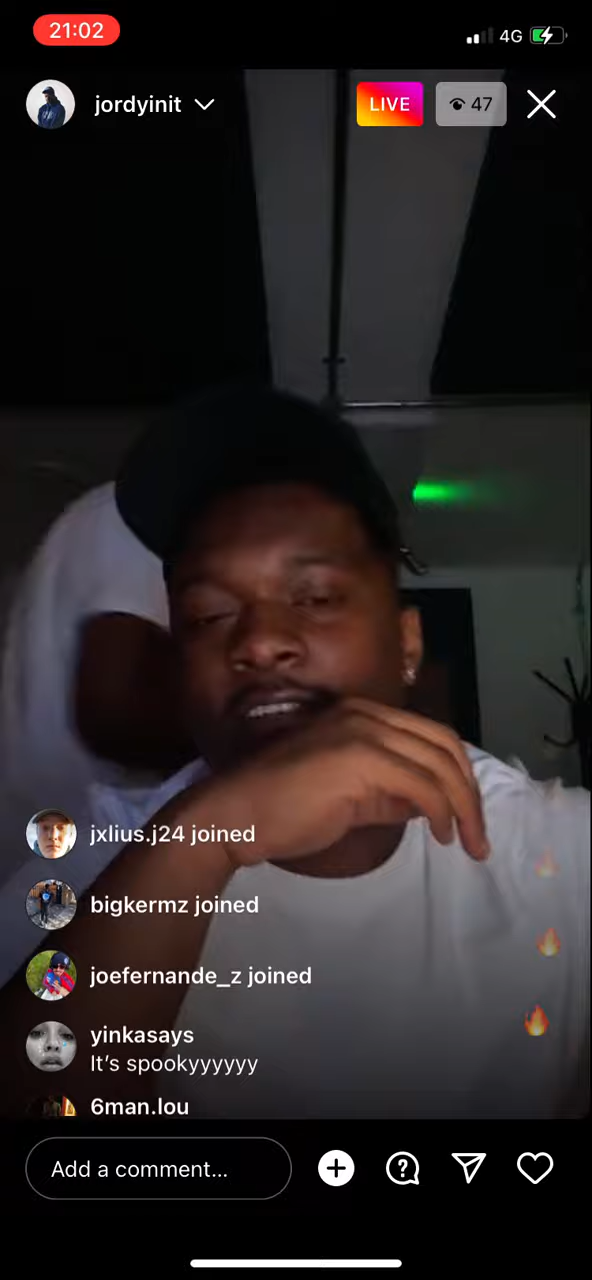 21:02
4G
jordyinit
LIVE
47
jxlius.j24 joined
bigkermz joined
joefernande_z joined
yinkasays
It's spookyyyyyy
6man.lou
Add a comment...